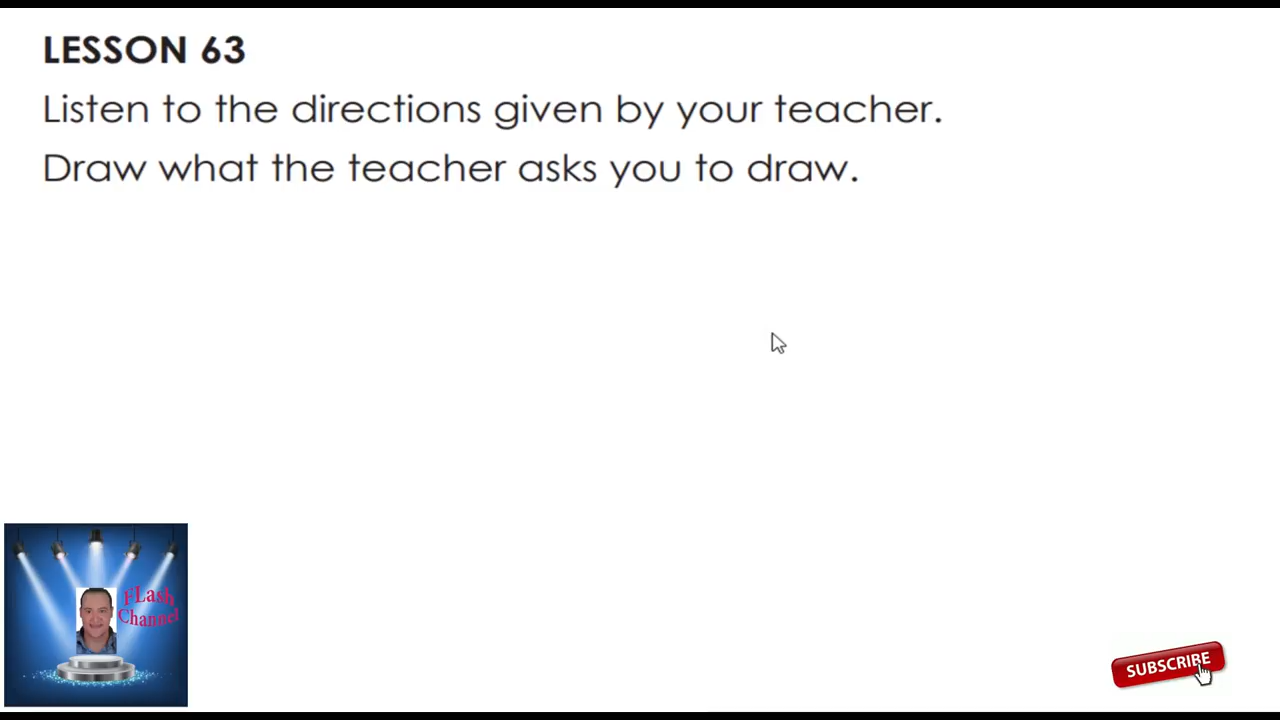 LESSON 63
Listen to the directions given by your teacher.
Draw what the teacher asks you to draw.
FLash
Channel
SUBSCRIBE